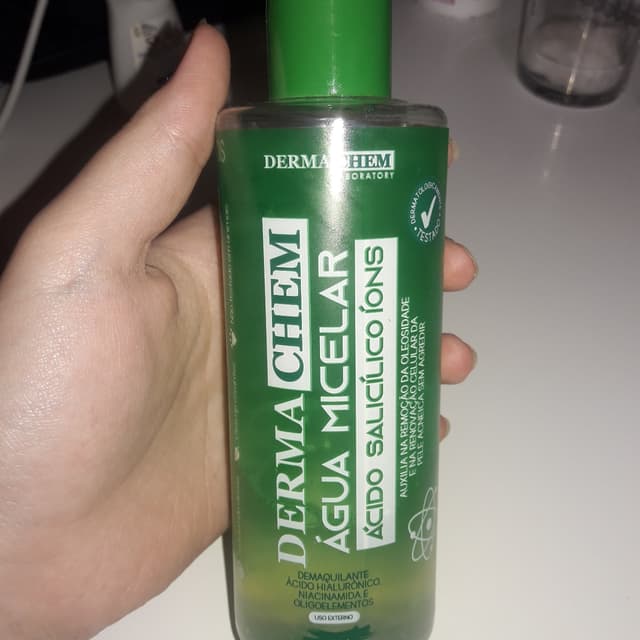 DERMACHEM
LABORATORY
DERMATOLOGICAMENTE
TESTADO
DERMACHEM
ÁGUA MICELAR
ÁCIDO SALICÍLICO ÍONS
AUXILIA NA REMOÇÃO DA OLEOSIDADE
E NA RENOVAÇÃO CELULAR DA
PELE ACNEICA SEM AGREDIR
DEMAQUILANTE
ÁCIDO HIALURÔNICO,
NIACINAMIDA E
OLIGOELEMENTOS
USO EXTERNO